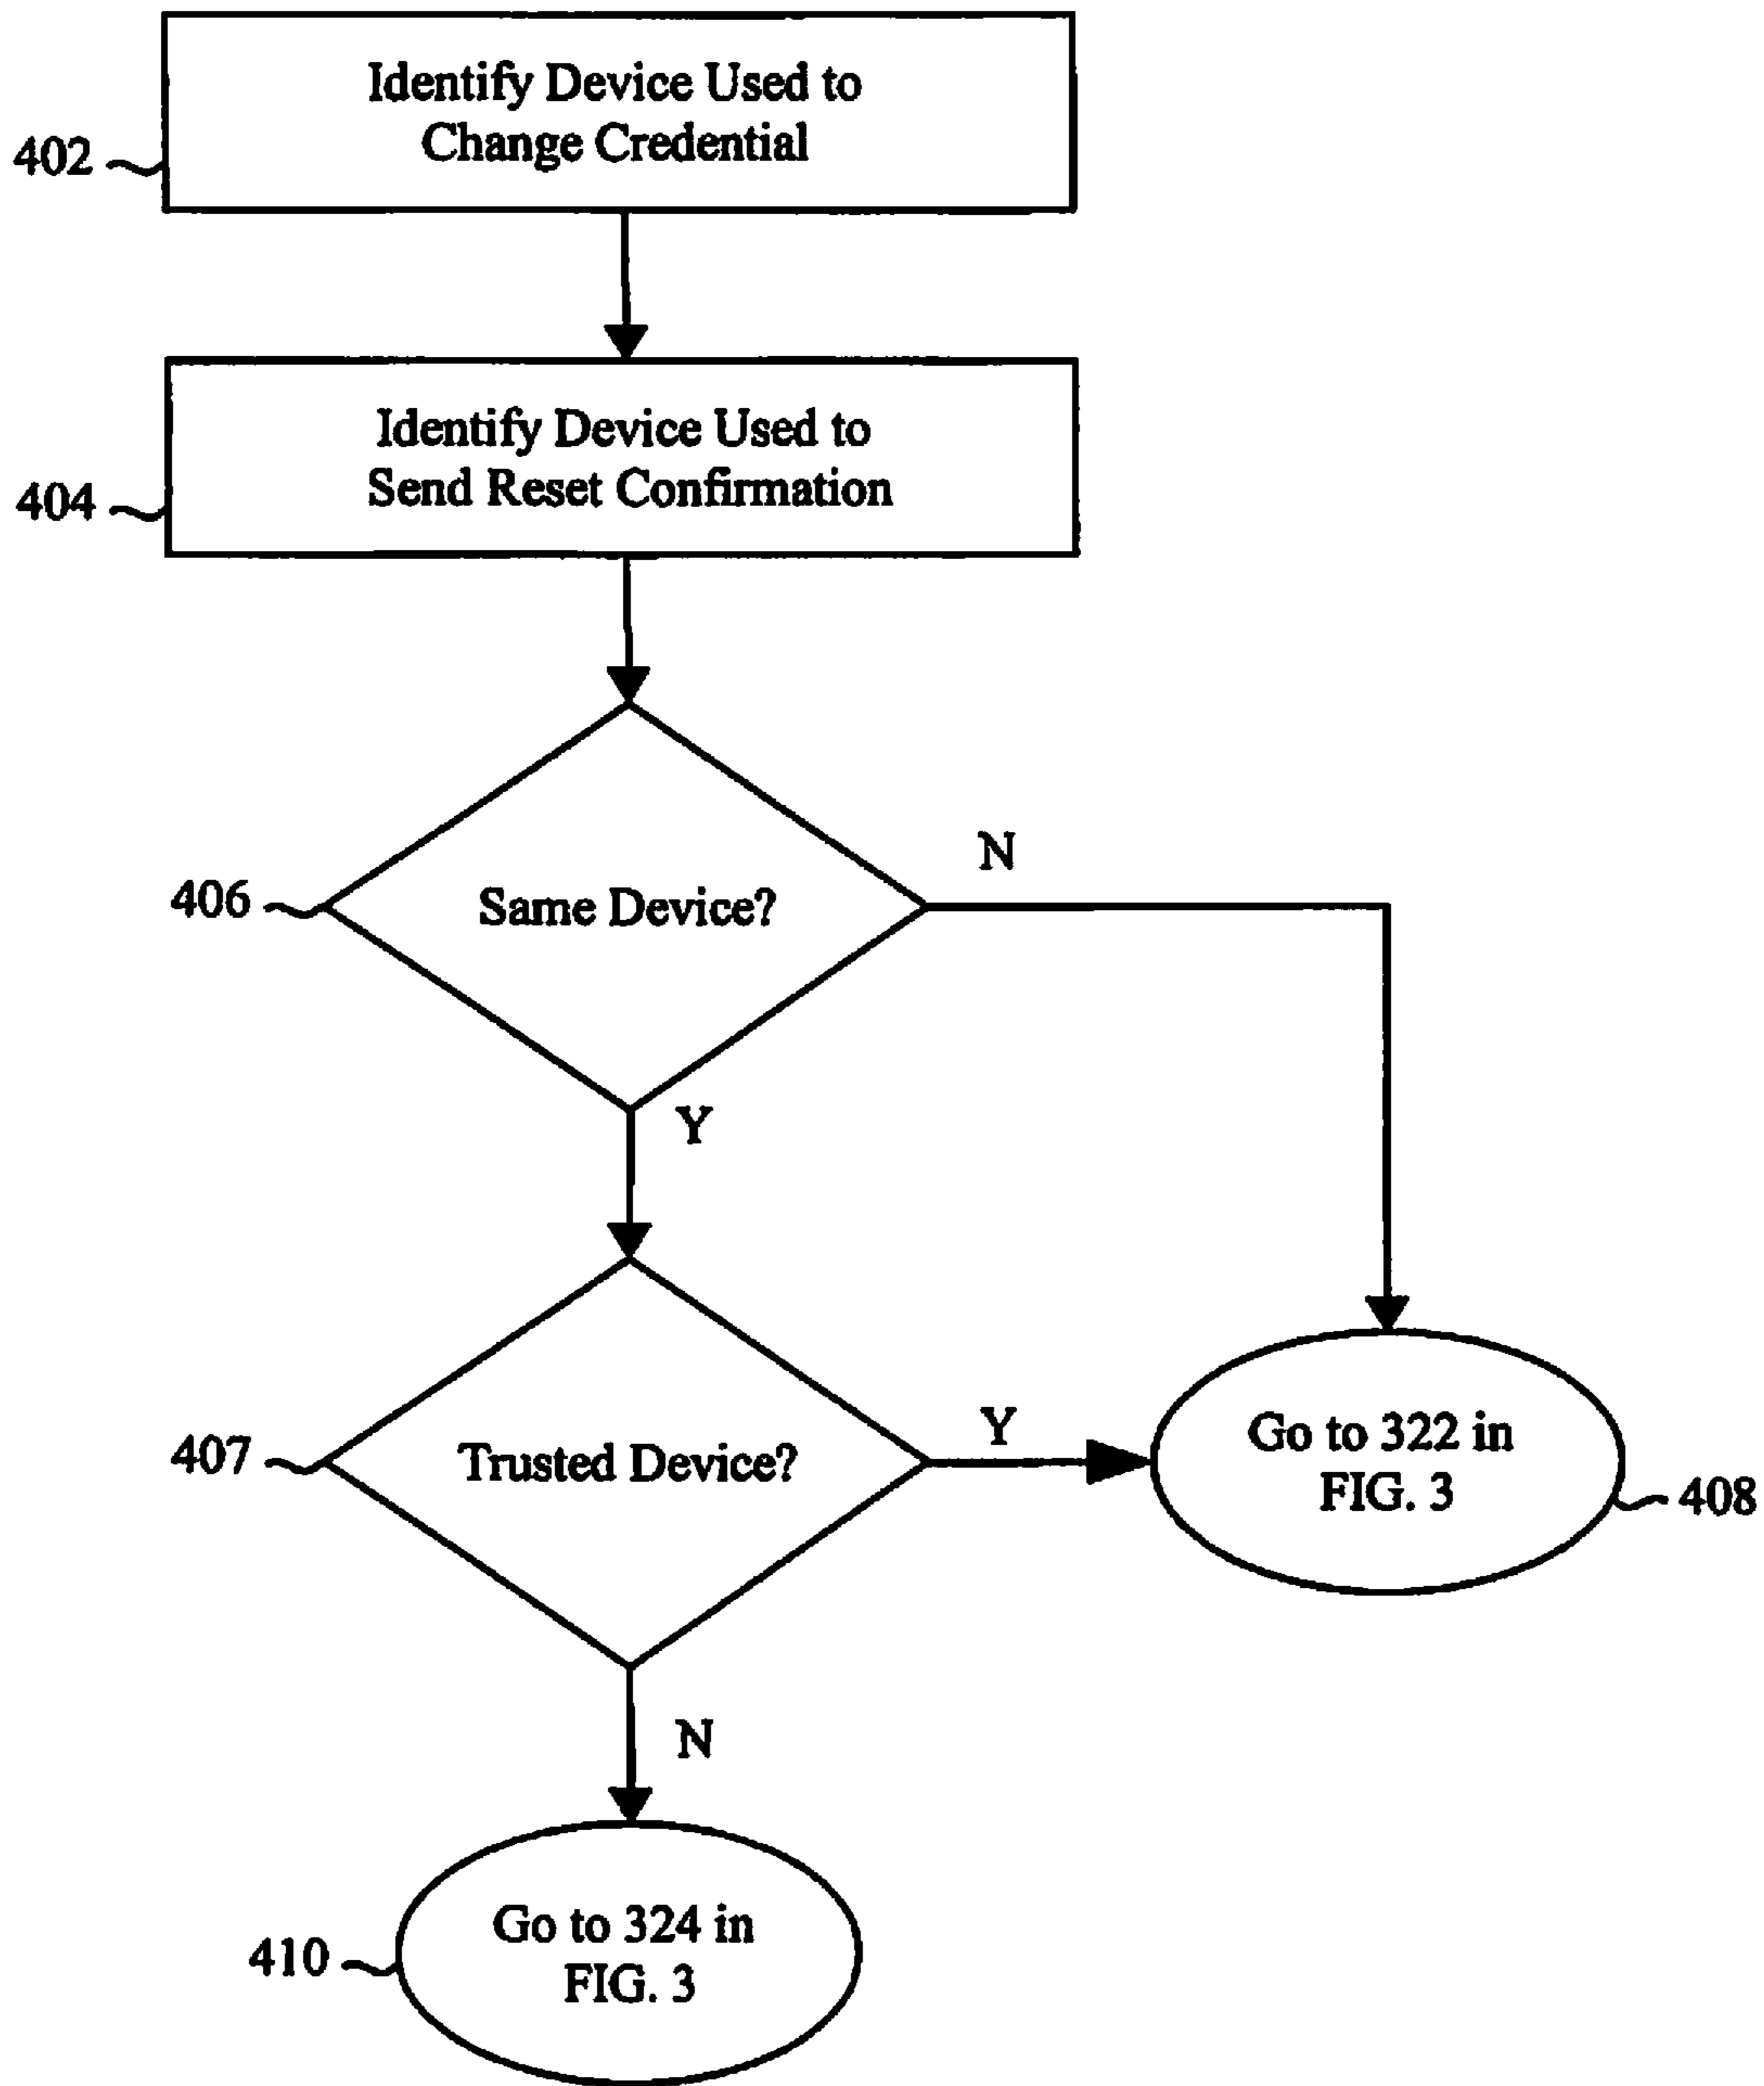 Identify Device Used to
Change Credential
402
Identify Device Used to
Send Reset Confirmation
404
N
406
Same Device?
Y
Y
407
Trusted Device?
Go to 322 in
FIG. 3
408
N
Go to 324 in
FIG. 3
410